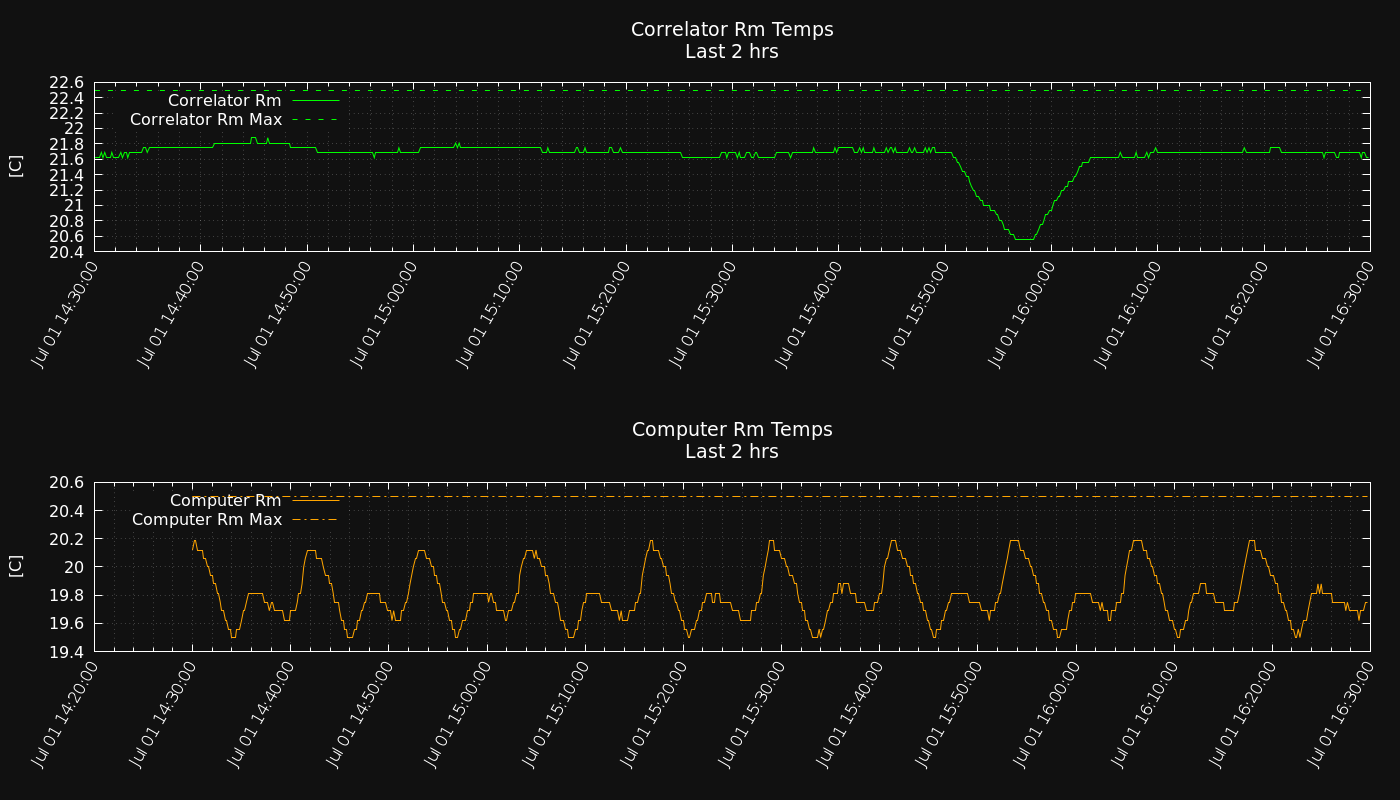 Correlator Rm Temps
Last 2 hrs
22.6
22.4
22.2
22
21.8
21.6
21.4
21.2
21
20.8
20.6
20.4
[C]
Correlator Rm
Correlator Rm Max
Jul 01 14:30:00
Jul 01 14:40:00
Jul 01 14:50:00
Jul 01 15:00:00
Jul 01 15:10:00
Jul 01 15:20:00
Jul 01 15:30:00
Jul 01 15:40:00
Jul 01 15:50:00
Jul 01 16:00:00
Jul 01 16:10:00
Jul 01 16:20:00
Jul 01 16:30:00
Computer Rm Temps
Last 2 hrs
20.6
20.4
20.2
20
19.8
19.6
19.4
[C]
Computer Rm
Computer Rm Max
Jul 01 14:20:00
Jul 01 14:30:00
Jul 01 14:40:00
Jul 01 14:50:00
Jul 01 15:00:00
Jul 01 15:10:00
Jul 01 15:20:00
Jul 01 15:30:00
Jul 01 15:40:00
Jul 01 15:50:00
Jul 01 16:00:00
Jul 01 16:10:00
Jul 01 16:20:00
Jul 01 16:30:00